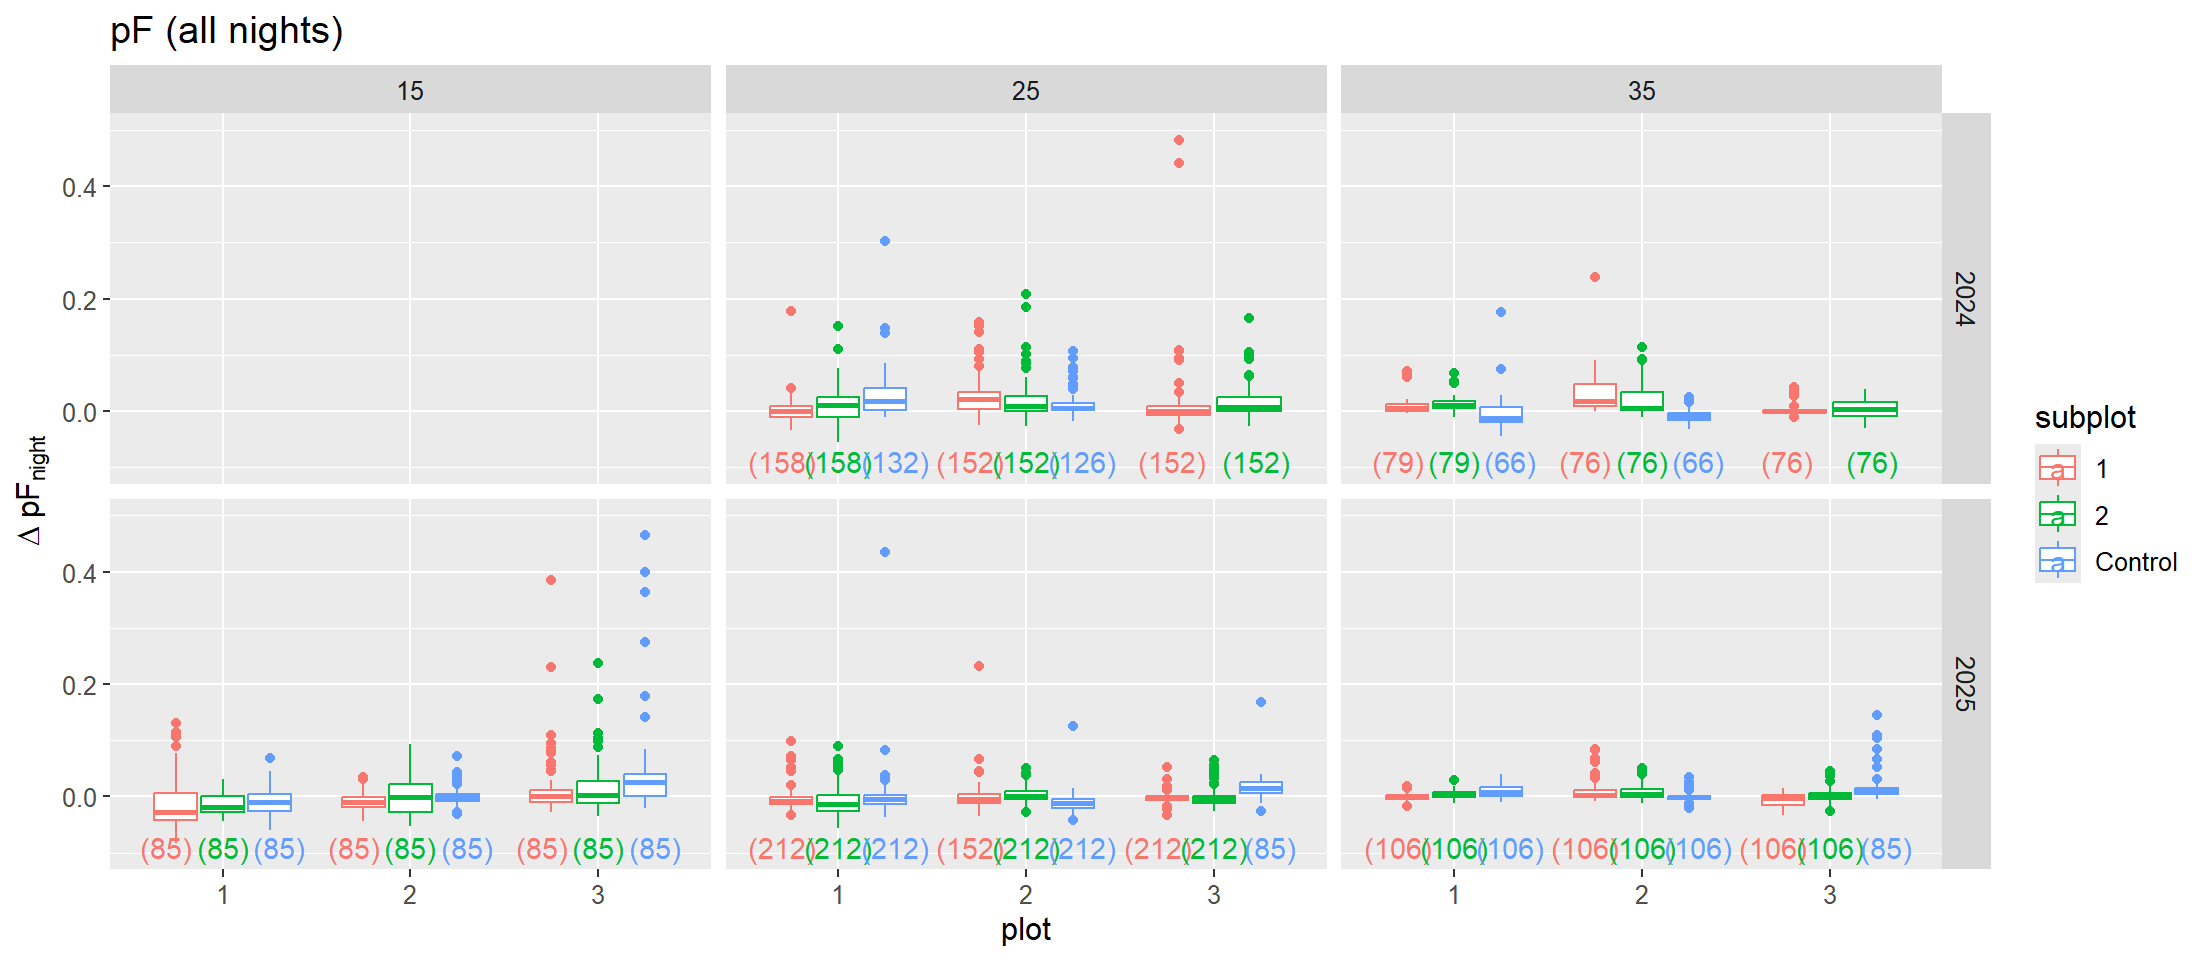 pF (all nights)
15 25 35
0.4
0.2
0.0
(158) (158) (132) (152) (152) (126) (152) (152) (79) (79) (66) (76) (76) (66) (76) (76)
2024
Δ pFnight
0.4
0.2
0.0
(85) (85) (85) (85) (85) (85) (85) (85) (85) (212) (212) (212) (152) (212) (212) (212) (212) (85) (106) (106) (106) (106) (106) (106) (106) (106) (85)
2025
1 2 3 1 2 3 1 2 3
plot
subplot
a 1
a 2
a Control